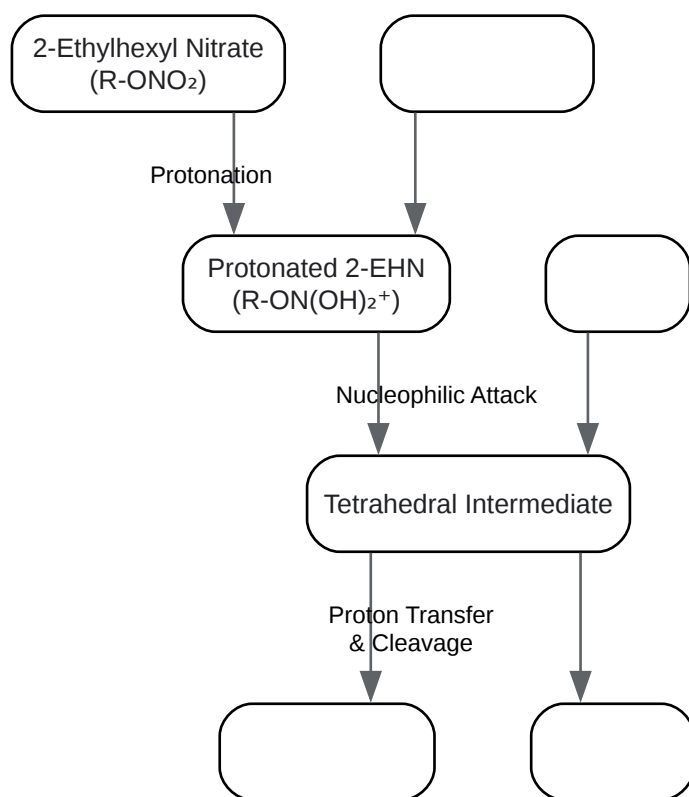 2-Ethylhexyl Nitrate
(R-ONO₂)
Protonation
Protonated 2-EHN
(R-ON(OH)₂⁺)
Nucleophilic Attack
Tetrahedral Intermediate
Proton Transfer
& Cleavage